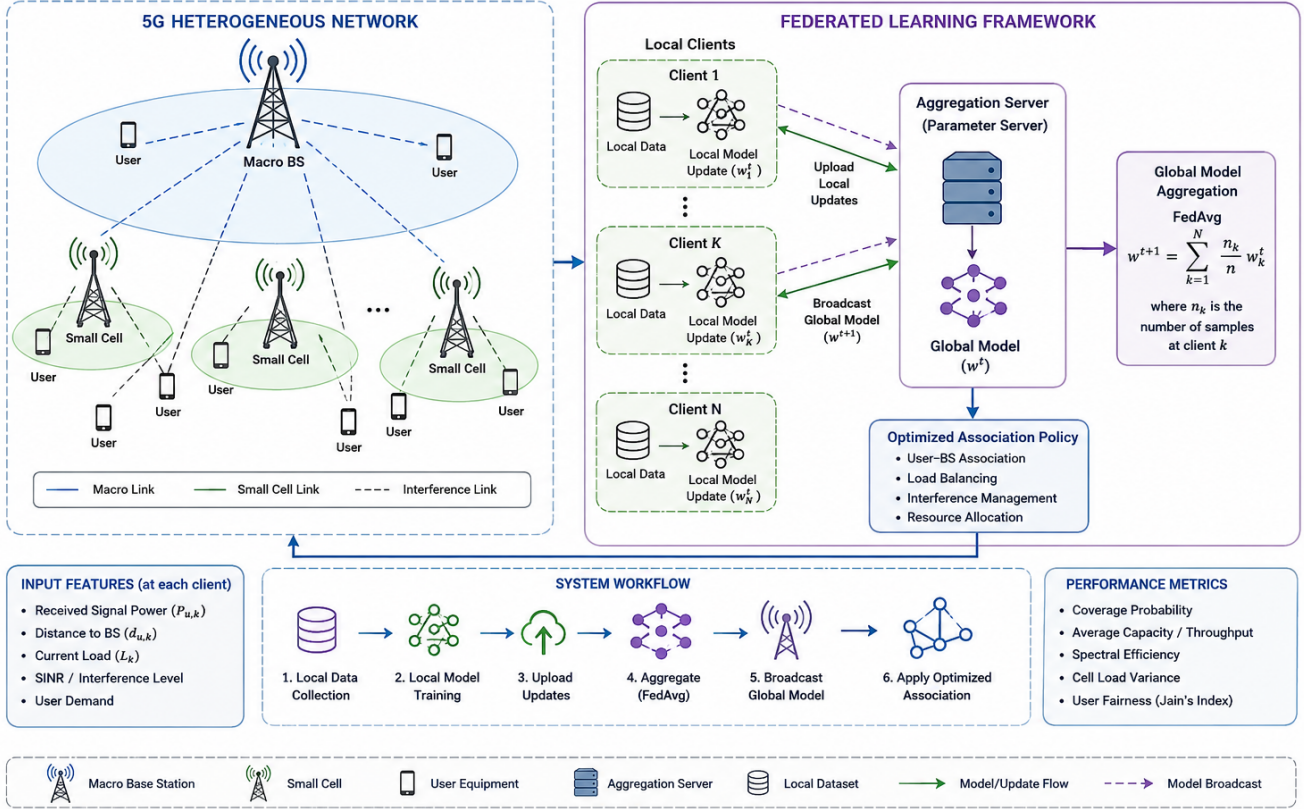 5G HETEROGENEOUS NETWORK
User
Macro BS
User
Small Cell
Small Cell
Small Cell
...
User
User
User
User
User
User
User
Macro Link
Small Cell Link
Interference Link
FEDERATED LEARNING FRAMEWORK
Local Clients
Client 1
Local Data
Local Model
Update (w_1^t)
Client K
Local Data
Local Model
Update (w_K^t)
Client N
Local Data
Local Model
Update (w_N^t)
Upload
Local
Updates
Broadcast
Global Model
(w^{t+1})
Aggregation Server
(Parameter Server)
Global Model
(w^t)
Global Model
Aggregation
FedAvg
w^{t+1} = \sum_{k=1}^{N} \frac{n_k}{n} w_k^t
where n_k is the
number of samples
at client k
Optimized Association Policy
• User–BS Association
• Load Balancing
• Interference Management
• Resource Allocation
INPUT FEATURES (at each client)
• Received Signal Power (P_{u,k})
• Distance to BS (d_{u,k})
• Current Load (L_k)
• SINR / Interference Level
• User Demand
SYSTEM WORKFLOW
1. Local Data
Collection
2. Local Model
Training
3. Upload
Updates
4. Aggregate
(FedAvg)
5. Broadcast
Global Model
6. Apply Optimized
Association
PERFORMANCE METRICS
• Coverage Probability
• Average Capacity / Throughput
• Spectral Efficiency
• Cell Load Variance
• User Fairness (Jain's Index)
Macro Base Station
Small Cell
User Equipment
Aggregation Server
Local Dataset
Model/Update Flow
Model Broadcast